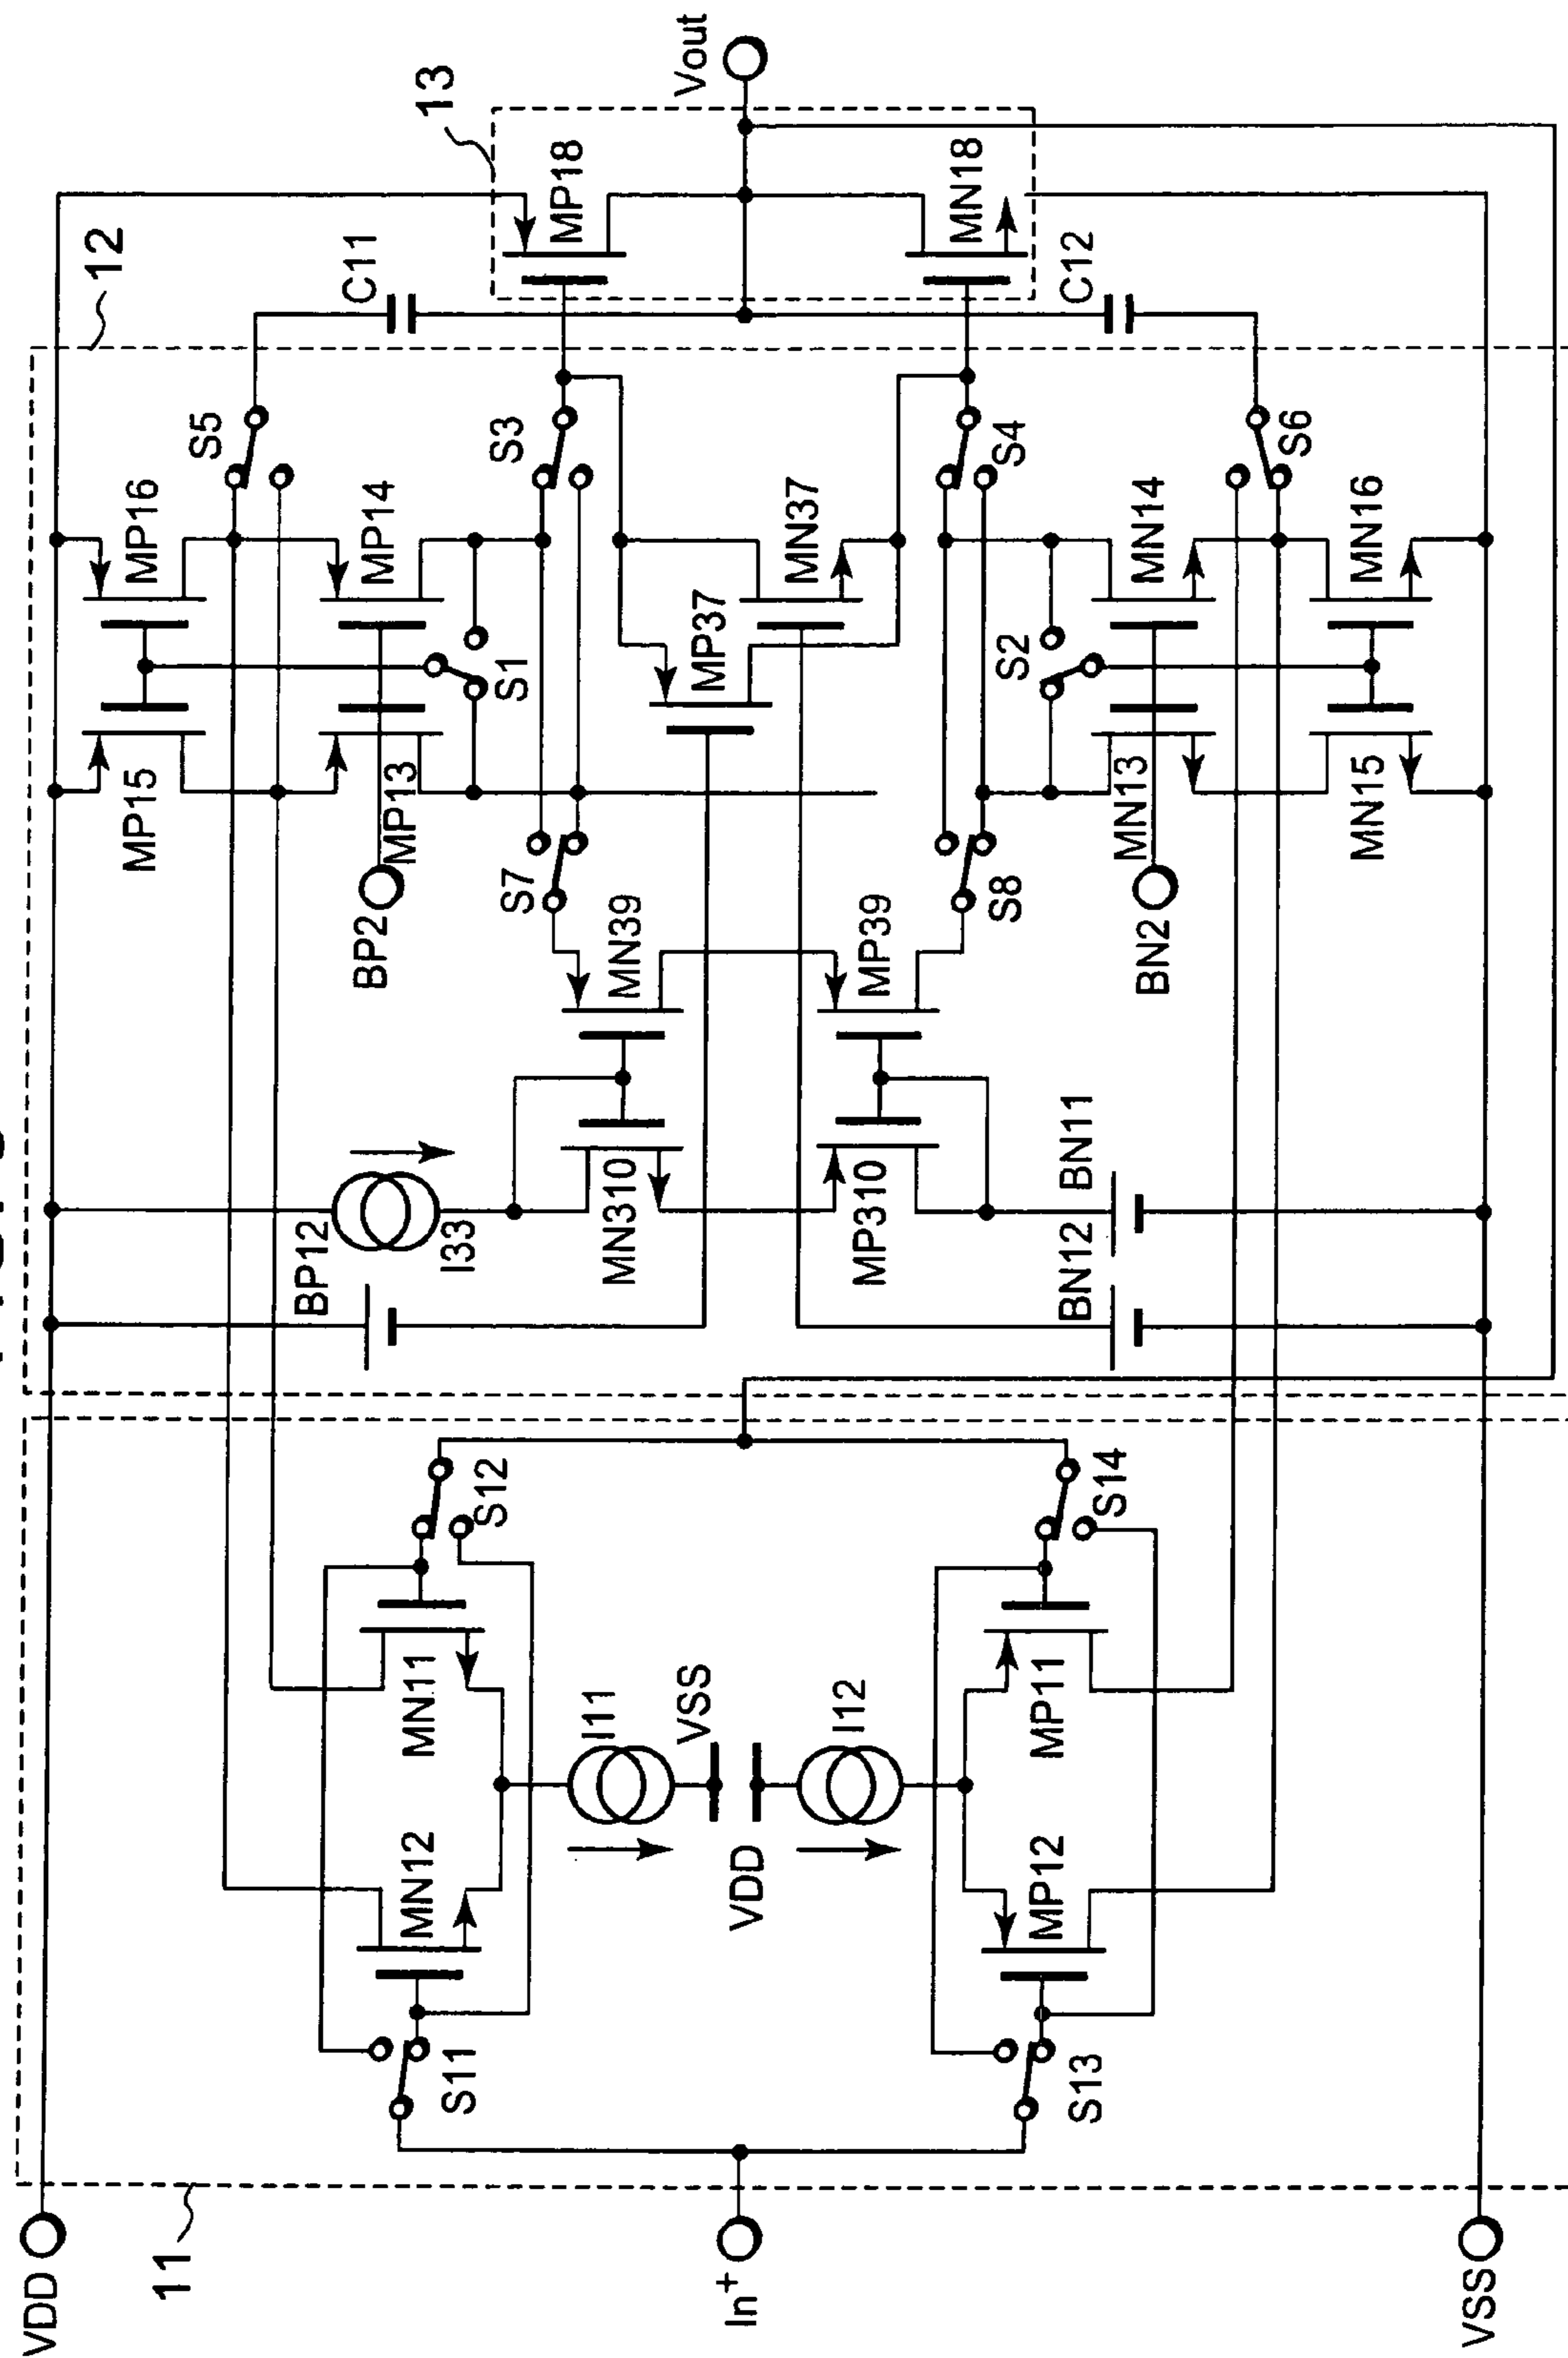 VDD
11
In+
VSS
S11
S13
MN12
MP12
I11
VSS
VDD
I12
MN11
MP11
S12
S14
12
BP12
I33
BN12
BN11
MN310
MP310
MN39
MP39
S7
S8
BP2
BN2
MP15
MP13
MN13
MN15
S1
S2
MP37
MN37
MP16
MP14
MN14
MN16
S5
S3
S4
S6
C11
C12
13
MP18
MN18
Vout